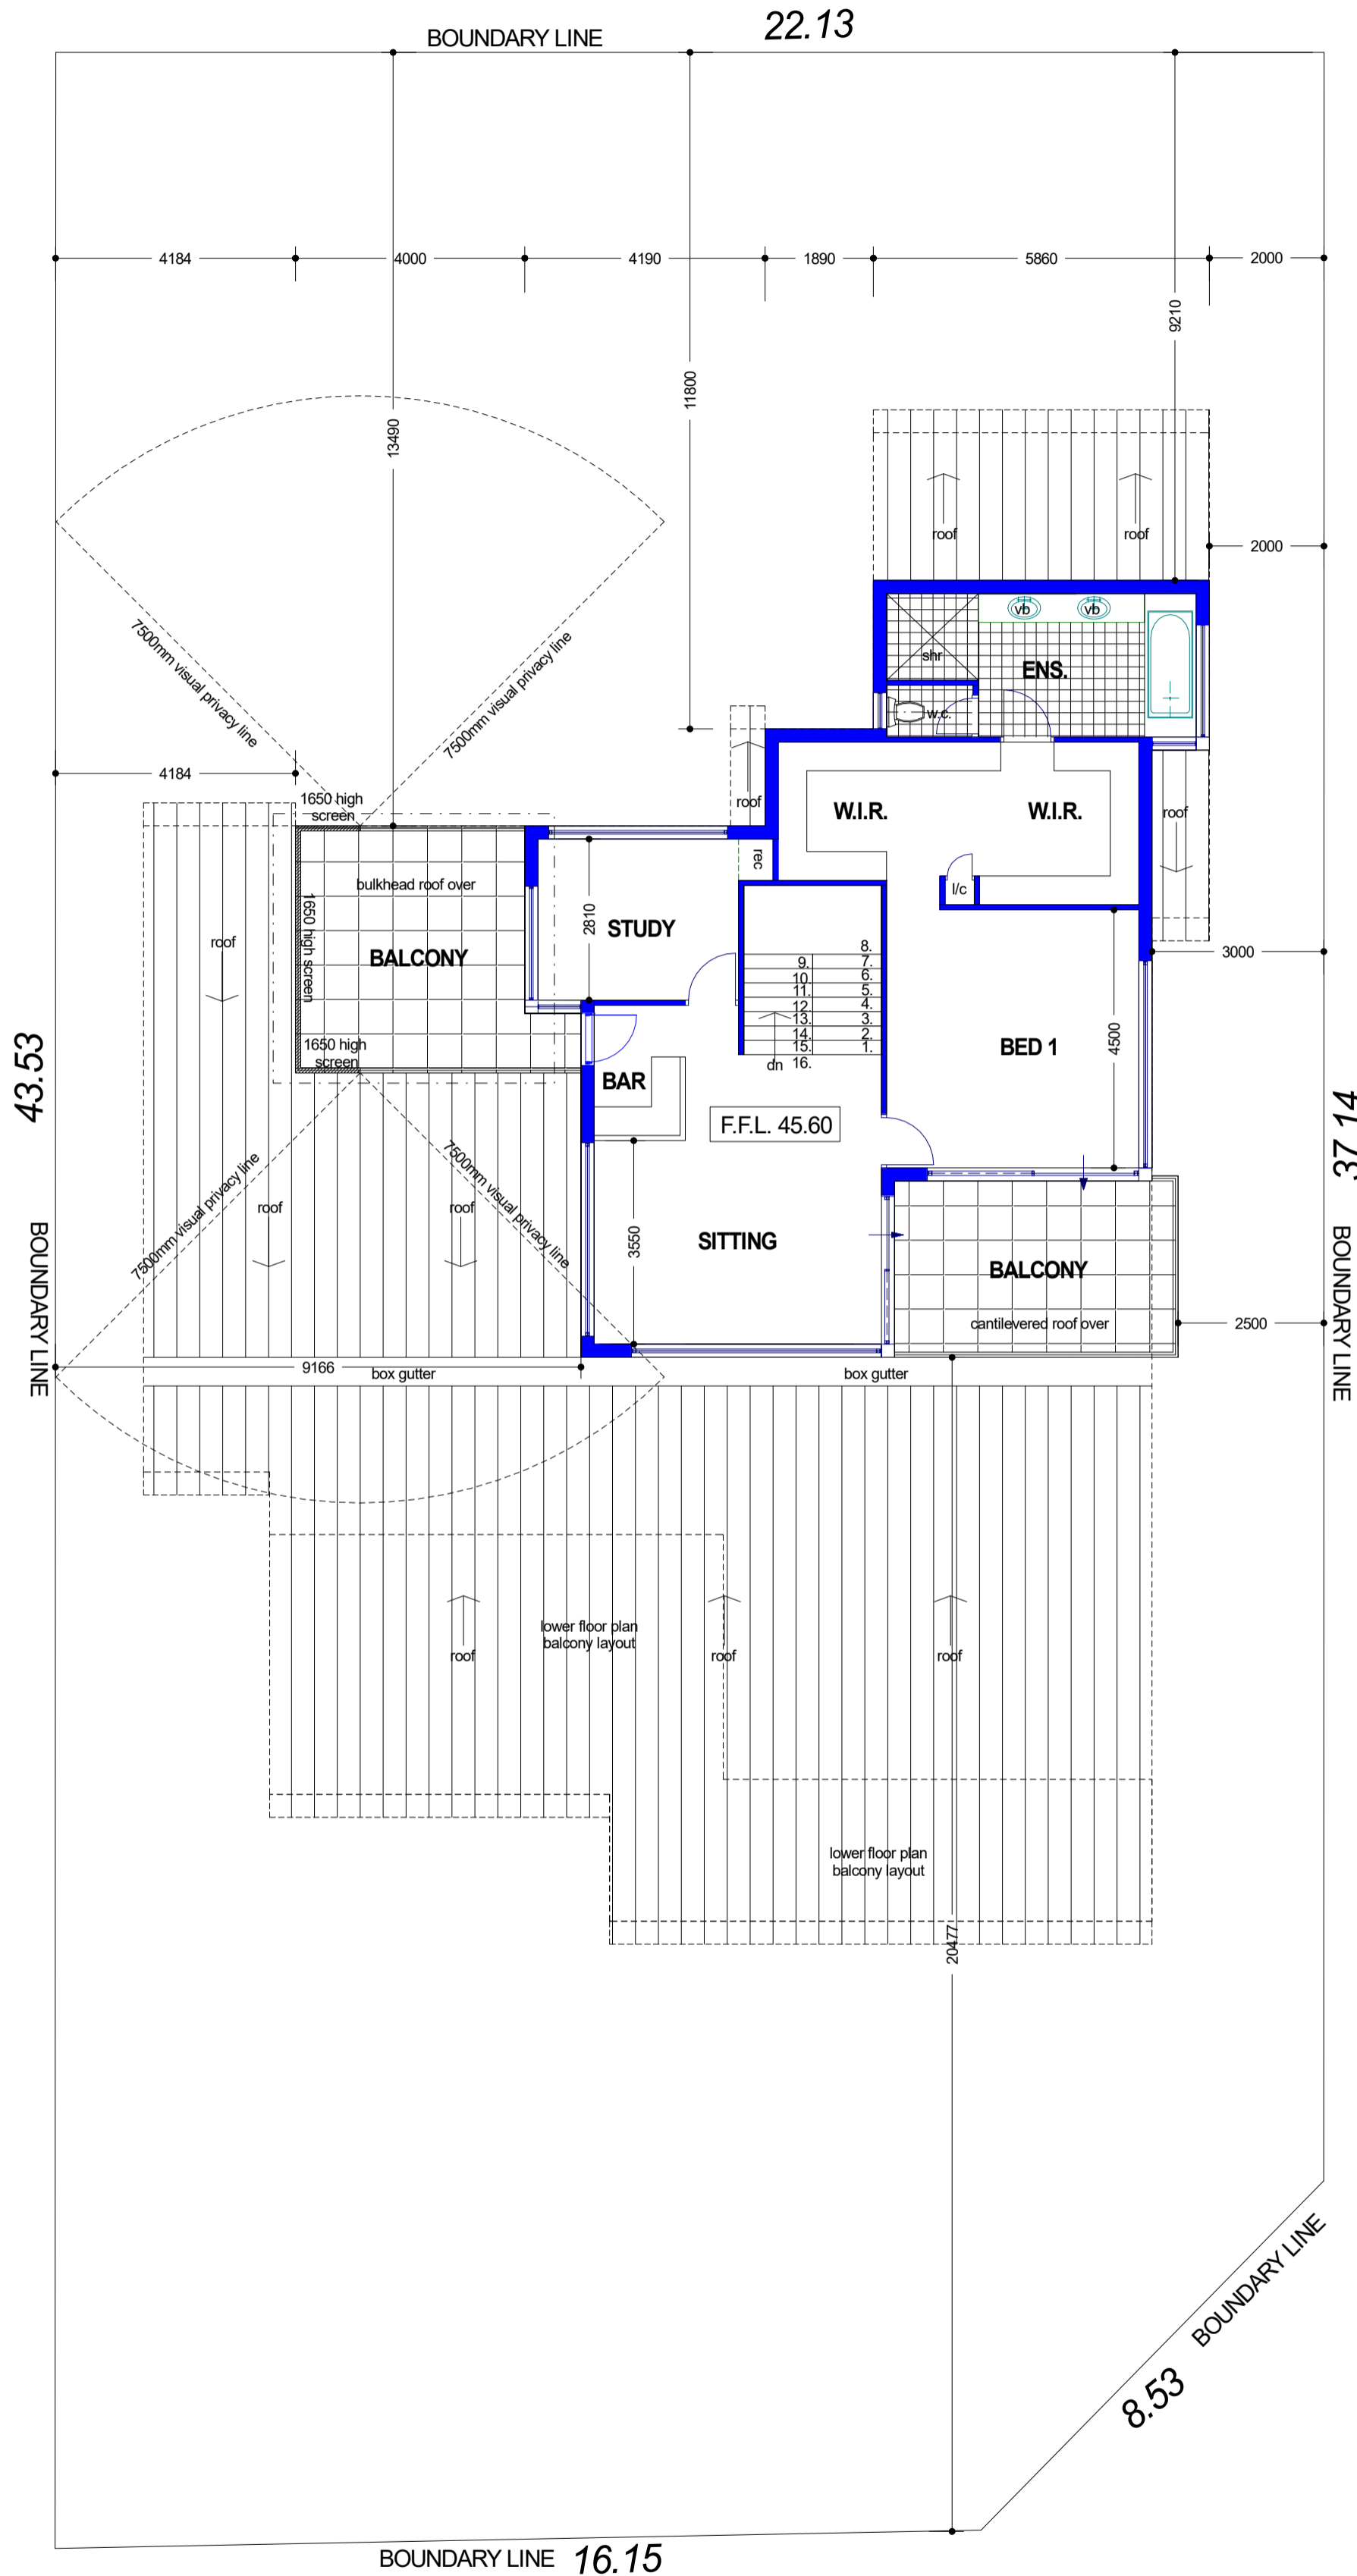 22.13
BOUNDARY LINE
4184
4000
4190
1890
5860
2000
9210
11800
13490
roof
roof
2000
vb
vb
shr
ENS.
w.c.
7500mm visual privacy line
7500mm visual privacy line
4184
1650 high
screen
roof
W.I.R.
W.I.R.
roof
rec
l/c
bulkhead roof over
1650 high screen
2810
STUDY
roof
BALCONY
3000
8.
9.
7.
10.
6.
11.
5.
12.
4.
13.
3.
14.
2.
15.
1.
dn
16.
1650 high
screen
BED 1
4500
43.53
37 14
BAR
F.F.L. 45.60
7500mm visual privacy line
7500mm visual privacy line
roof
roof
3550
SITTING
BALCONY
cantilevered roof over
2500
BOUNDARY LINE
BOUNDARY LINE
9166
box gutter
box gutter
lower floor plan
balcony layout
roof
roof
roof
lower floor plan
balcony layout
20477
BOUNDARY LINE
8.53
BOUNDARY LINE
16.15